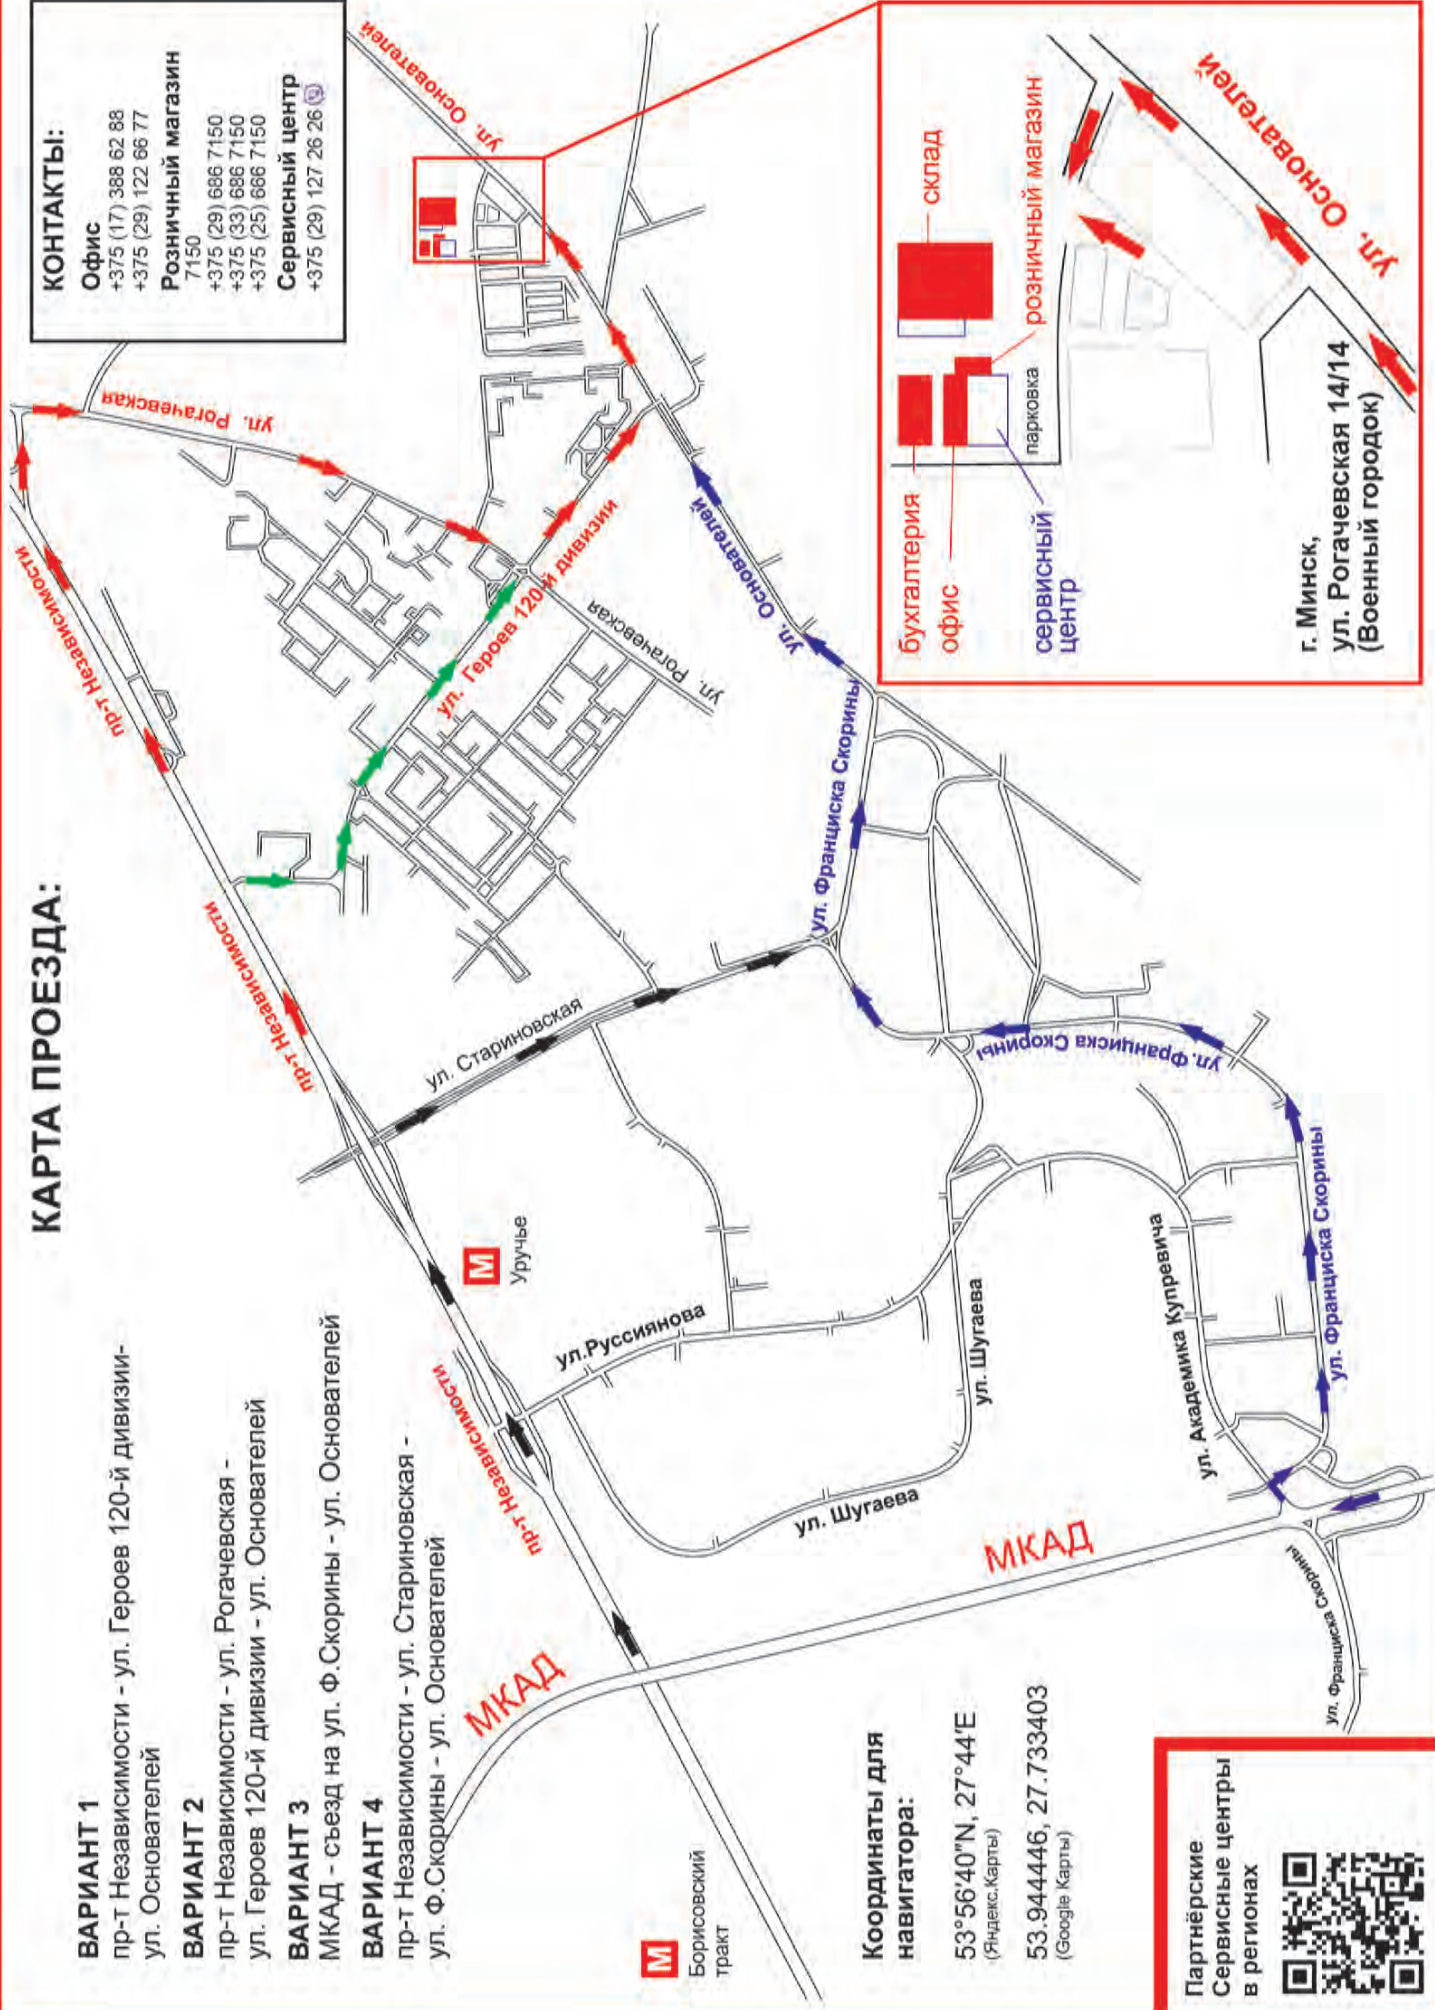 КАРТА ПРОЕЗДА:
ВАРИАНТ 1
пр-т Независимости - ул. Героев 120-й дивизии-
ул. Основателей
ВАРИАНТ 2
пр-т Независимости - ул. Рогачевская -
ул. Героев 120-й дивизии - ул. Основателей
ВАРИАНТ 3
МКАД - съезд на ул. Ф.Скорины - ул. Основателей
ВАРИАНТ 4
пр-т Независимости - ул. Стариновская -
ул. Ф.Скорины - ул. Основателей
КОНТАКТЫ:
Офис
+375 (17) 388 62 88
+375 (29) 122 66 77
Розничный магазин
7150
+375 (29) 686 7150
+375 (33) 686 7150
+375 (25) 666 7150
Сервисный центр
+375 (29) 127 26 26
пр-т Независимости
пр-т Независимости
пр-т Независимости
ул. Рогачевская
ул. Рогачевская
ул. Героев 120-й дивизии
ул. Основателей
ул. Основателей
ул. Стариновская
М
Уручье
ул.Руссиянова
ул. Шугаева
ул. Шугаева
ул. Академика Купревича
ул. Франциска Скорины
ул. Франциска Скорины
ул. Франциска Скорины
ул. Франциска Скорины
МКАД
МКАД
М
Борисовский
тракт
Координаты для
навигатора:
53°56'40"N, 27°44'E
(Яндекс.Карты)
53.944446, 27.733403
(Google Карты)
бухгалтерия
офис
сервисный
центр
склад
розничный магазин
парковка
ул. Основателей
г. Минск,
ул. Рогачевская 14/14
(Военный городок)
Партнёрские
Сервисные центры
в регионах